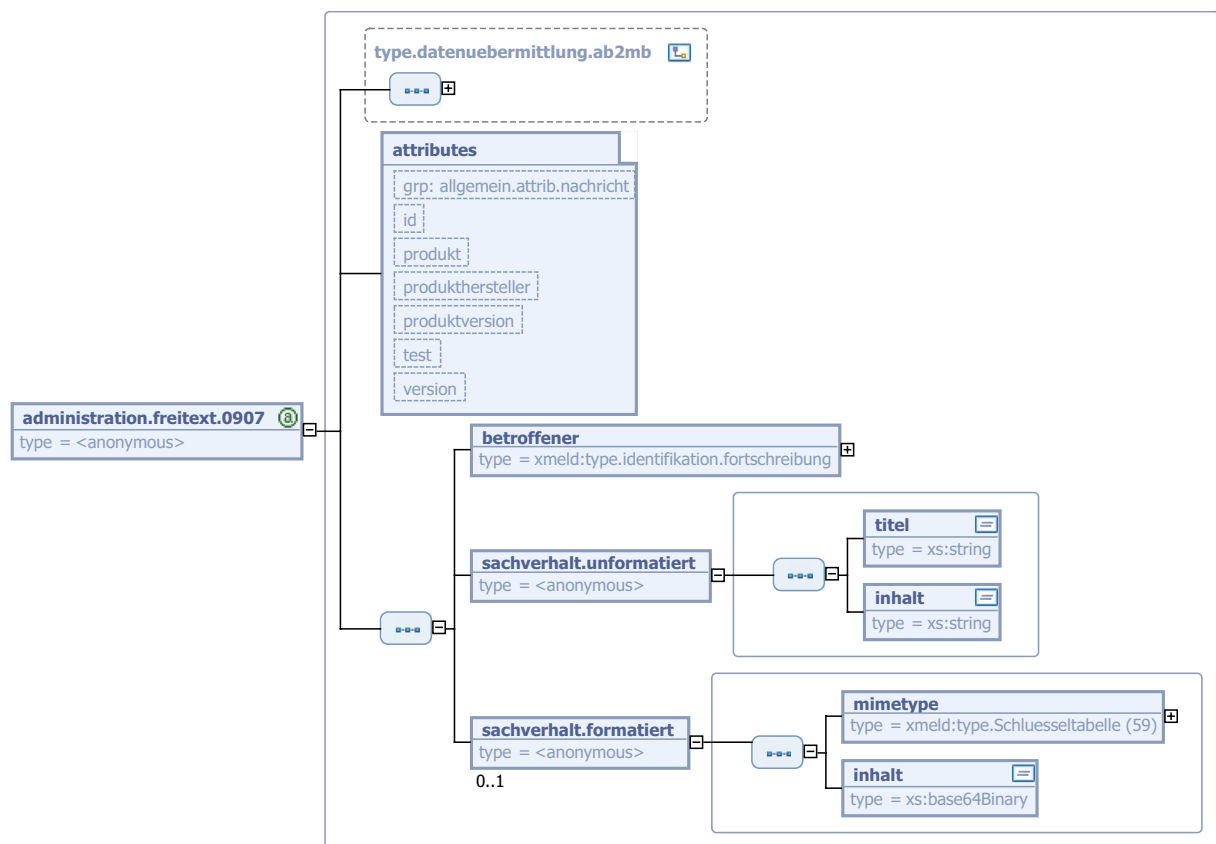 type.datenuebermittlung.ab2mb
attributes
grp: allgemein.attrib.nachricht
id
produkt
produkthersteller
produktversion
test
version
administration.freitext.0907 a
type = <anonymous>
betroffener
type = xmeld:type.identifikation.fortschreibung
sachverhalt.unformatiert
type = <anonymous>
titel
type = xs:string
inhalt
type = xs:string
sachverhalt.formatiert
type = <anonymous>
0..1
mimetype
type = xmeld:type.Schluesseltabelle (59)
inhalt
type = xs:base64Binary